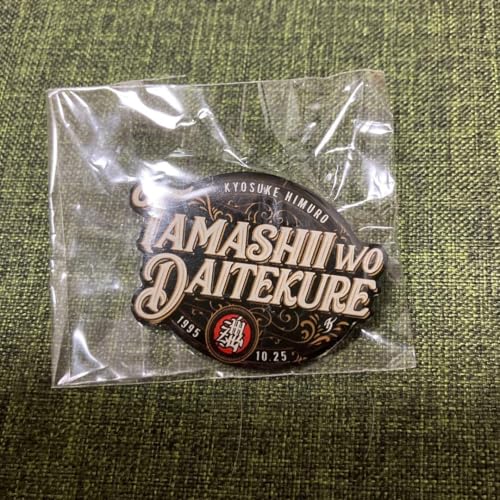 KYOSUKE HIMURO
TAMASHII WO
DAITEKURE
1995
10.25